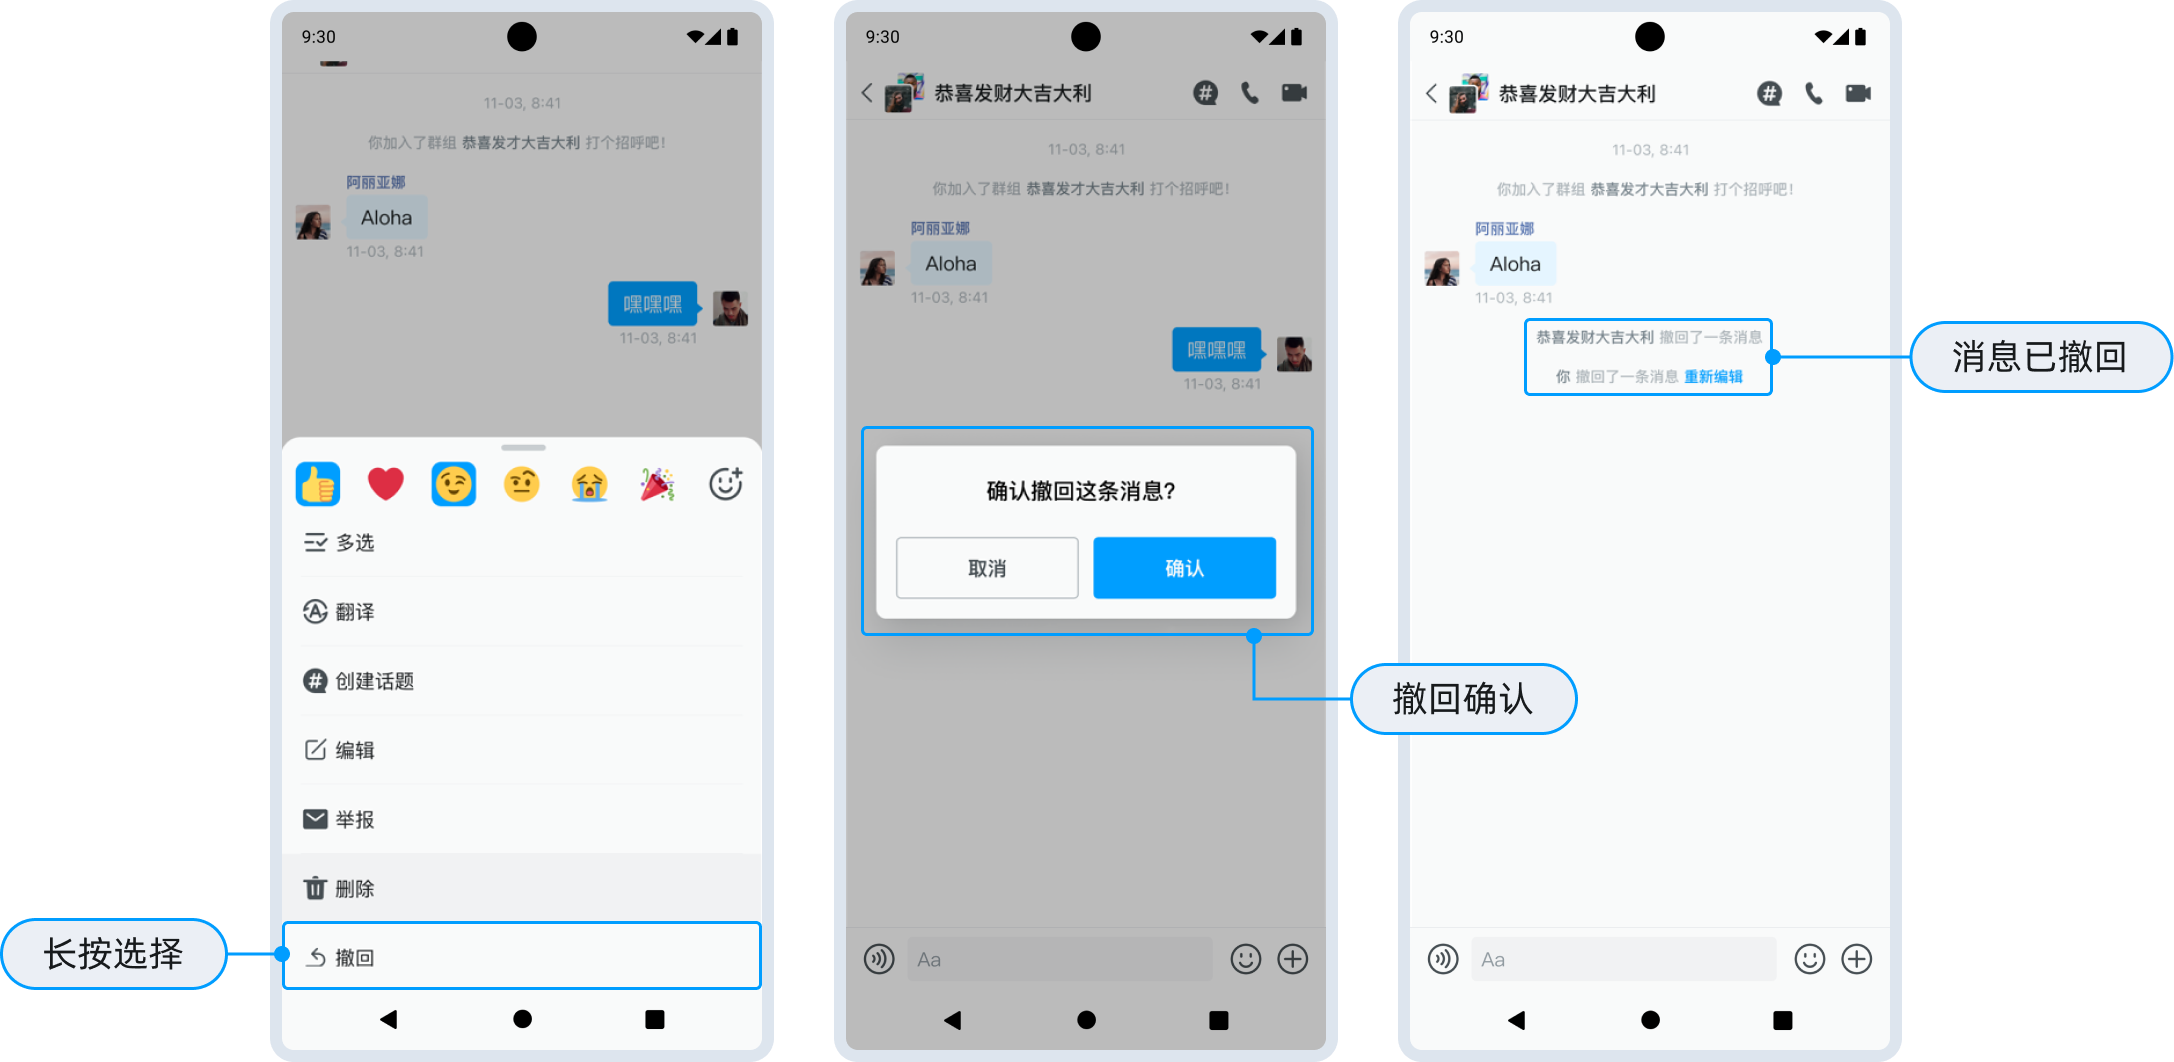 9:30
11-03, 8:41
你加入了群组 恭喜发才大吉大利 打个招呼吧!
阿丽亚娜
Aloha
11-03, 8:41
嘿嘿嘿
11-03, 8:41
多选
翻译
创建话题
编辑
举报
删除
撤回
长按选择
9:30
恭喜发财大吉大利
11-03, 8:41
你加入了群组 恭喜发才大吉大利 打个招呼吧!
阿丽亚娜
Aloha
11-03, 8:41
嘿嘿嘿
11-03, 8:41
确认撤回这条消息?
取消
确认
撤回确认
Aa
9:30
恭喜发财大吉大利
11-03, 8:41
你加入了群组 恭喜发才大吉大利 打个招呼吧!
阿丽亚娜
Aloha
11-03, 8:41
恭喜发财大吉大利 撤回了一条消息
你 撤回了一条消息 重新编辑
消息已撤回
Aa